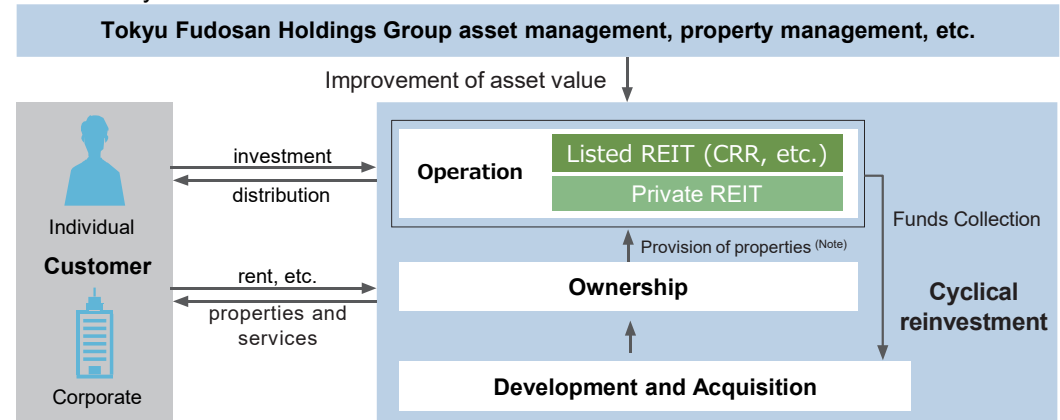 Tokyu Fudosan Holdings Group asset management, property management, etc.
Improvement of asset value
Individual
Customer
Corporate
investment
distribution
rent, etc.
properties and
services
Operation
Listed REIT (CRR, etc.)
Private REIT
Provision of properties (Note)
Ownership
Development and Acquisition
Funds Collection
Cyclical
reinvestment